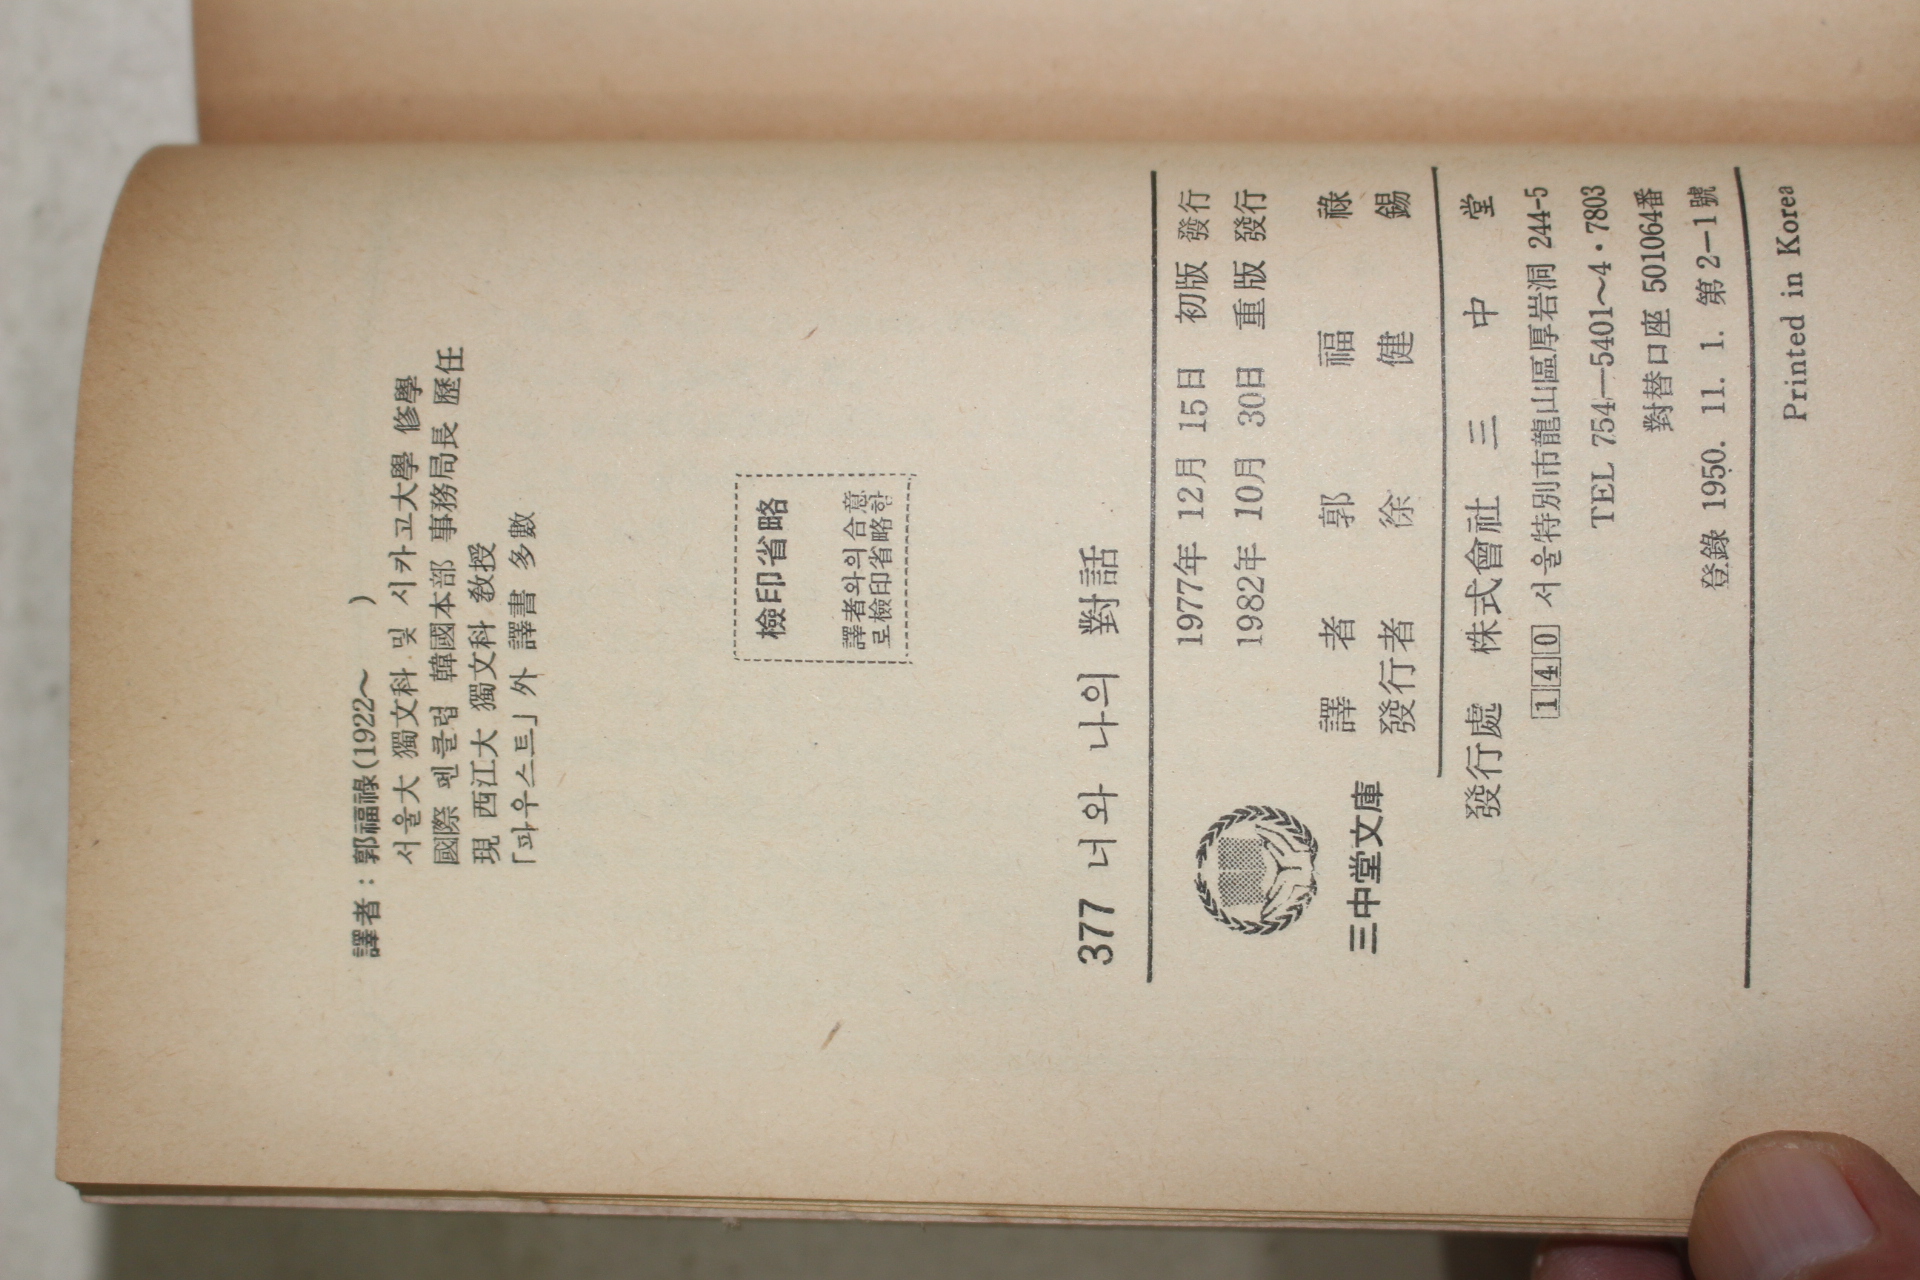 譯者 : 郭福祿(1922～ )
서울大 獨文科 및 시카고大學 修學
國際 펜클럽 韓國本部 事務局長 歷任
現 西江大 獨文科 敎授
「파우스트」外 譯書 多數
檢印省略
譯者와의 合意
로 檢印省略함
377 너와 나의 對話
1977年 12月 15日 初版 發行
1982年 10月 30日 重版 發行
譯 者 郭 福 祿
發行者 徐 健 錫
三中堂文庫
發行處 株式會社 三 中 堂
140 서울特別市龍山區厚岩洞 244-5
TEL 754—5401～4·7803
對替口座 501064番
登錄 1950. 11. 1. 第2-1號
Printed in Korea